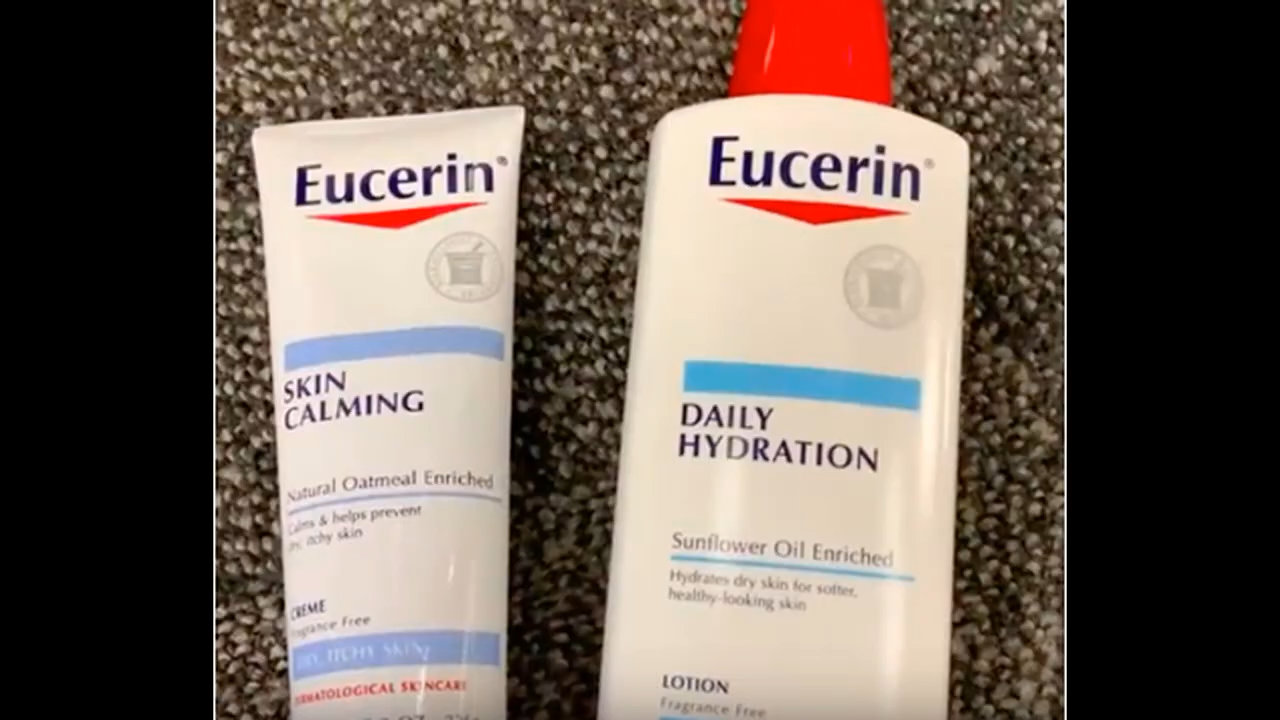 Eucerin®
SKIN
CALMING
Natural Oatmeal Enriched
Calms & helps prevent
dry, itchy skin
CREME
Fragrance Free
DRY, ITCHY SKIN
DERMATOLOGICAL SKINCARE
Eucerin®
DAILY
HYDRATION
Sunflower Oil Enriched
Hydrates dry skin for softer,
healthy-looking skin
LOTION
Fragrance Free